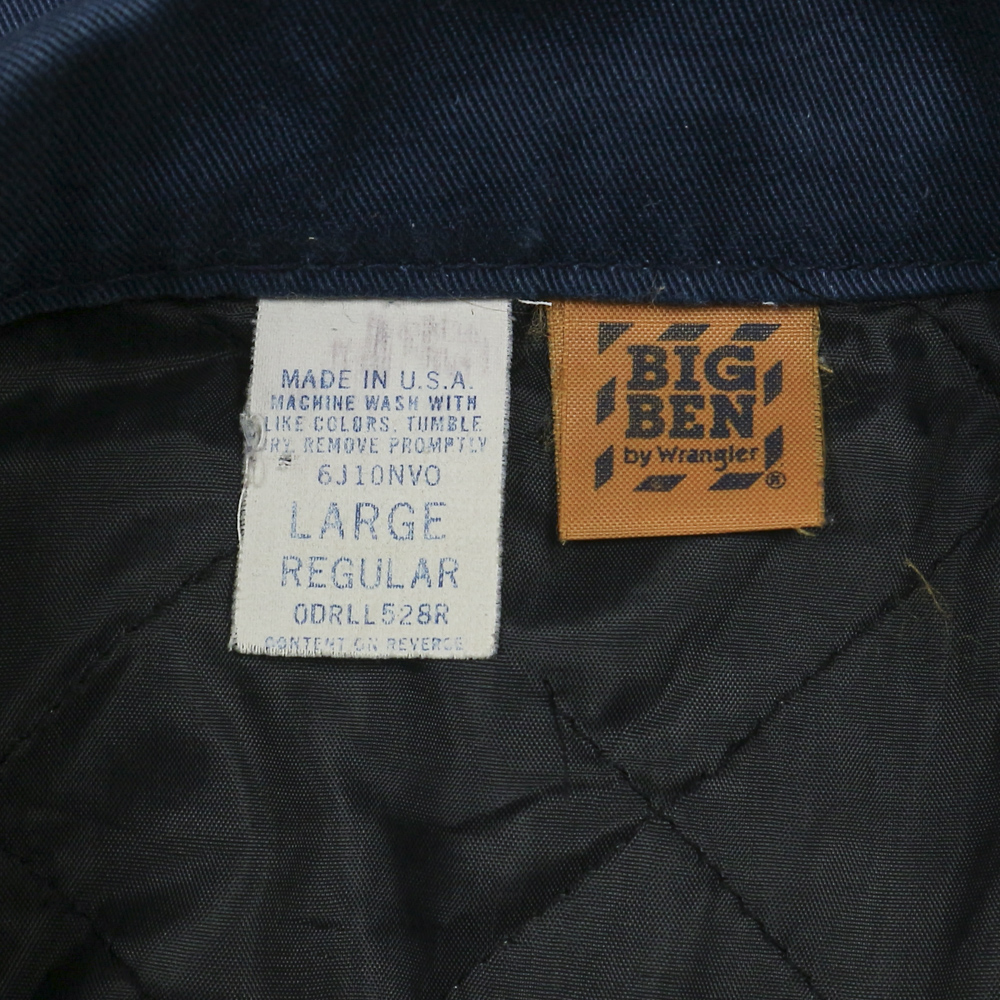 MADE IN U.S.A.
MACHINE WASH WITH
LIKE COLORS. TUMBLE
DRY. REMOVE PROMPTLY
6J10NVO
LARGE
REGULAR
0DRLL528R
CONTENT ON REVERSE
BIG
BEN
by Wrangler
®